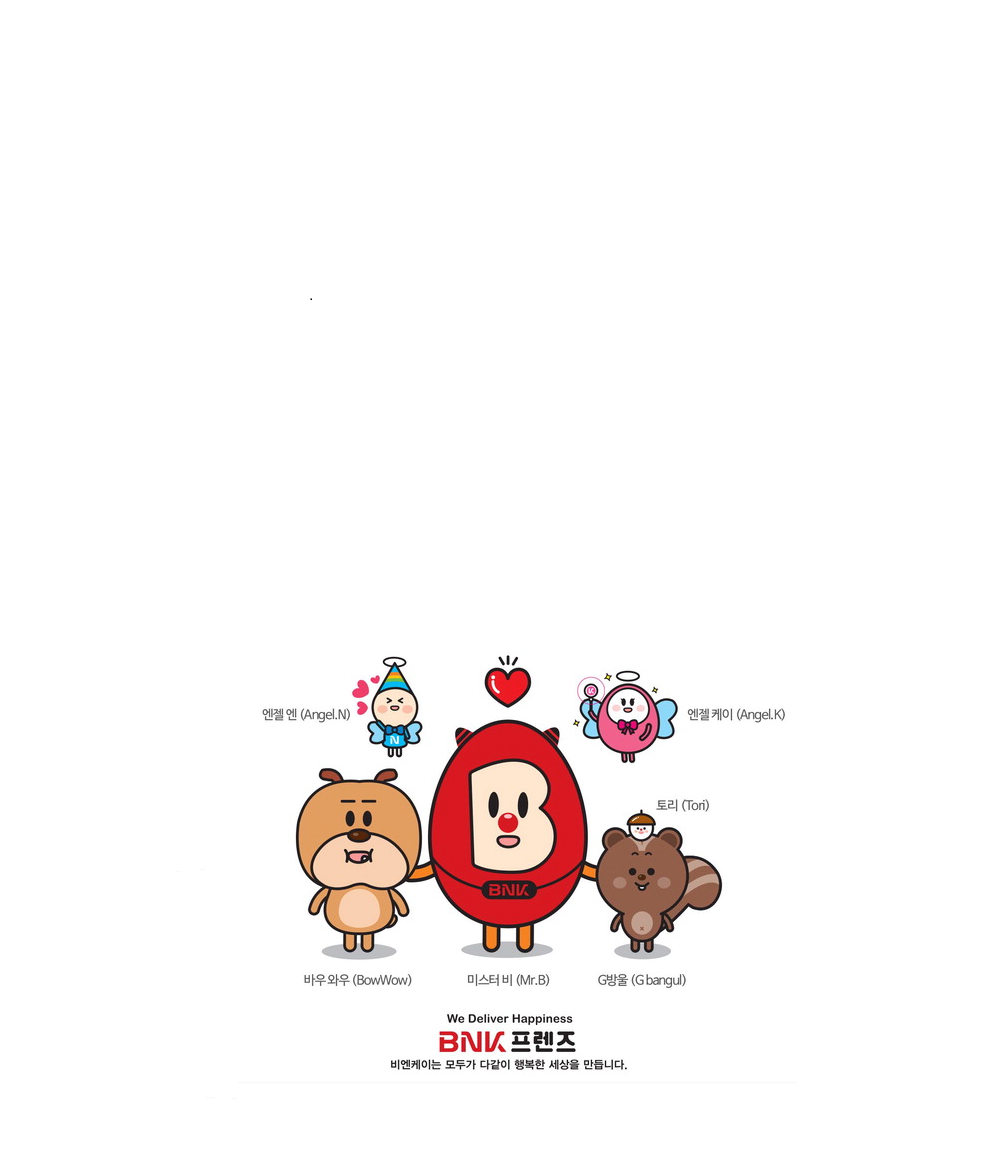 엔젤 엔 (Angel.N)
엔젤 케이 (Angel.K)
N
K
토리 (Tori)
BNK
바우 와우 (BowWow)
미스터 비 (Mr.B)
G방울 (G bangul)
We Deliver Happiness
BNK 프렌즈
비엔케이는 모두가 다같이 행복한 세상을 만듭니다.